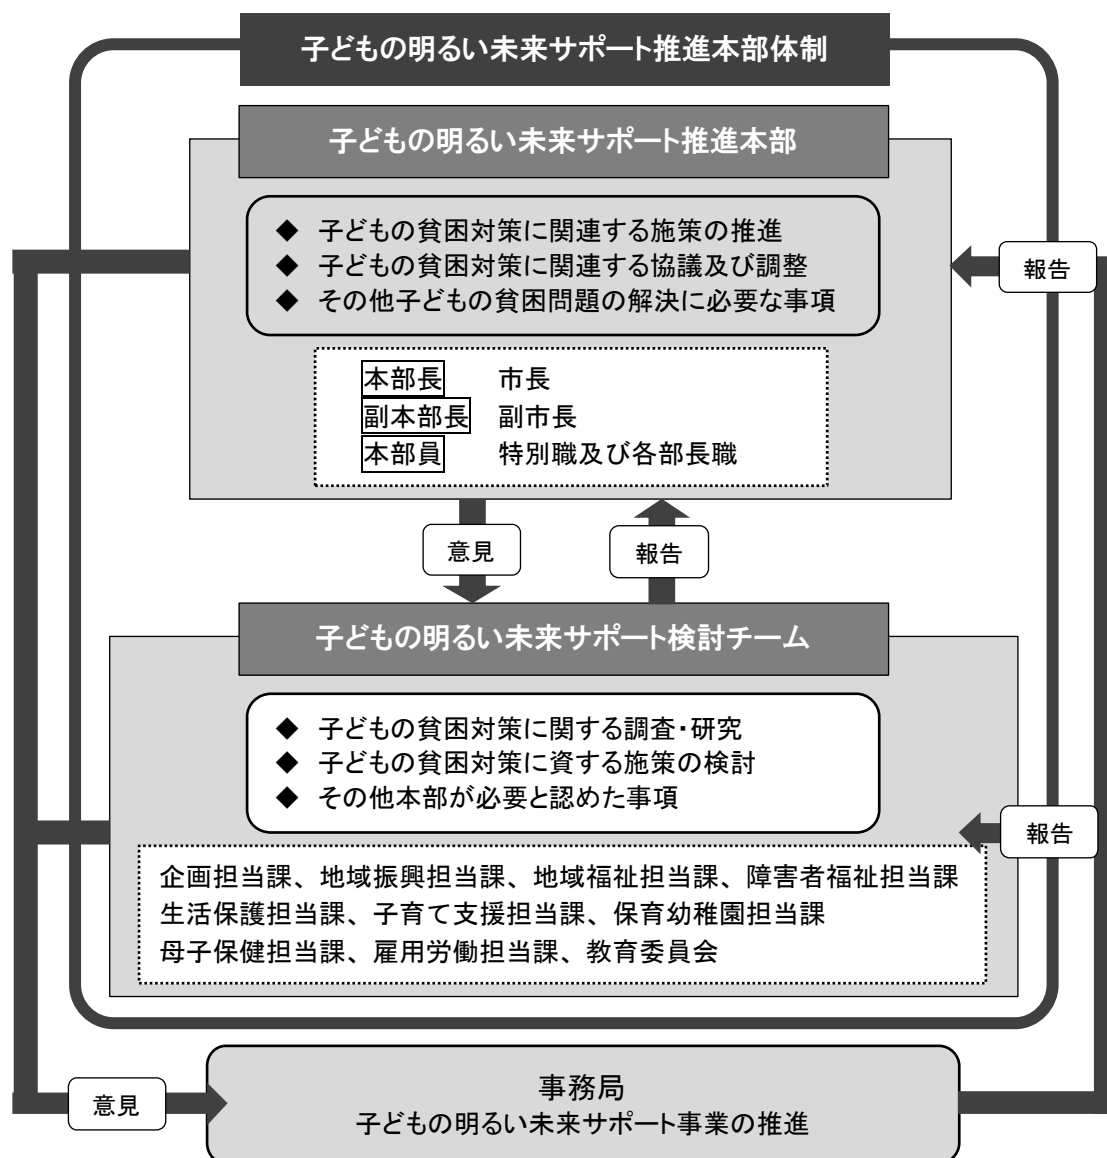 子どもの明るい未来サポート推進本部体制
子どもの明るい未来サポート推進本部
◆ 子どもの貧困対策に関連する施策の推進
◆ 子どもの貧困対策に関連する協議及び調整
◆ その他子どもの貧困問題の解決に必要な事項
報告
本部長 市長
副本部長 副市長
本部員 特別職及び各部長職
意見
報告
子どもの明るい未来サポート検討チーム
◆ 子どもの貧困対策に関する調査・研究
◆ 子どもの貧困対策に資する施策の検討
◆ その他本部が必要と認めた事項
報告
企画担当課、地域振興担当課、地域福祉担当課、障害者福祉担当課
生活保護担当課、子育て支援担当課、保育幼稚園担当課
母子保健担当課、雇用労働担当課、教育委員会
意見
事務局
子どもの明るい未来サポート事業の推進